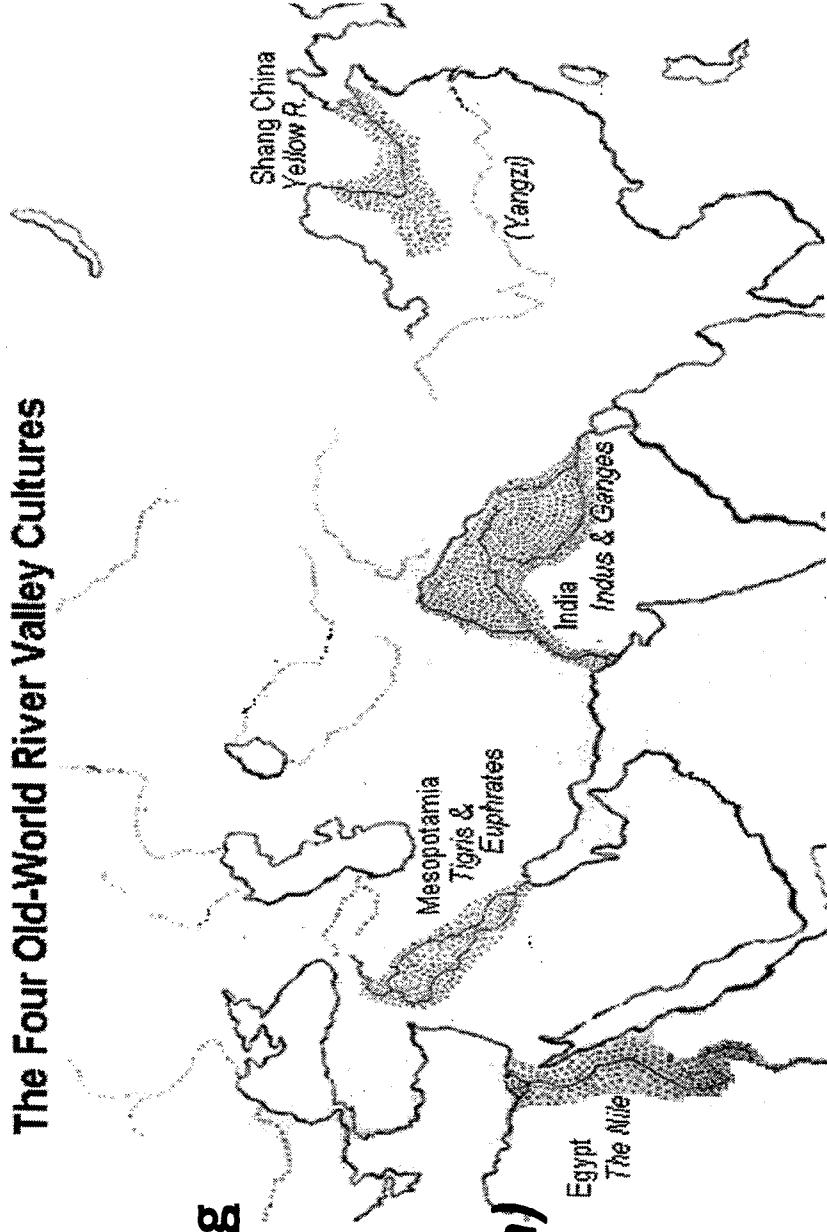 The Four Old-World River Valley Cultures
Shang China
Yellow R.
(Yangzi)
Mesopotamia
Tigris &
Euphrates
India
Indus & Ganges
Egypt
The Nile
g
)